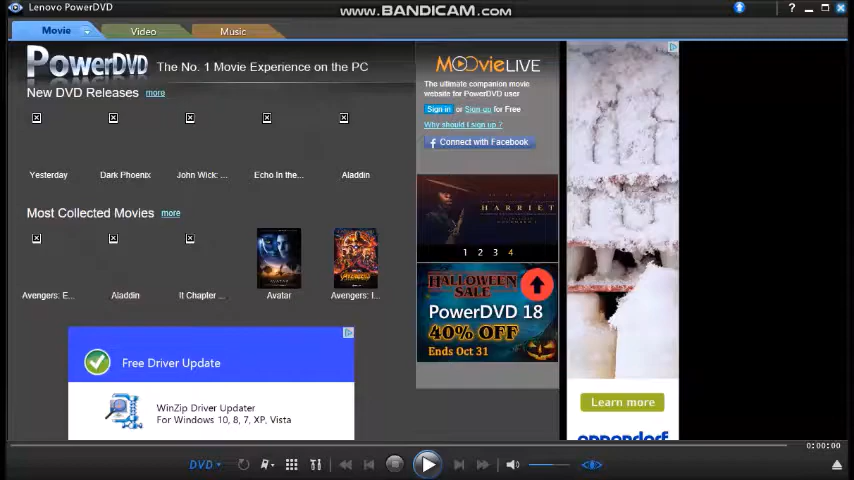 Lenovo PowerDVD
WWW.BANDICAM.COM
?
Movie
Video
Music
PowerDVD The No. 1 Movie Experience on the PC
New DVD Releases more
Yesterday
Dark Phoenix
John Wick: ...
Echo In the...
Aladdin
Most Collected Movies more
Avengers: E...
Aladdin
It Chapter ...
Avatar
Avengers: I...
Free Driver Update
WinZip Driver Updater
For Windows 10, 8, 7, XP, Vista
MOOvieLIVE
The ultimate companion movie
website for PowerDVD user
Sign in or Sign up for Free
Why should I sign up ?
f Connect with Facebook
HARRIET
1 2 3 4
HALLOWEEN
SALE
PowerDVD 18
40% OFF
Ends Oct 31
Learn more
eppendorf
0:00:00
DVD